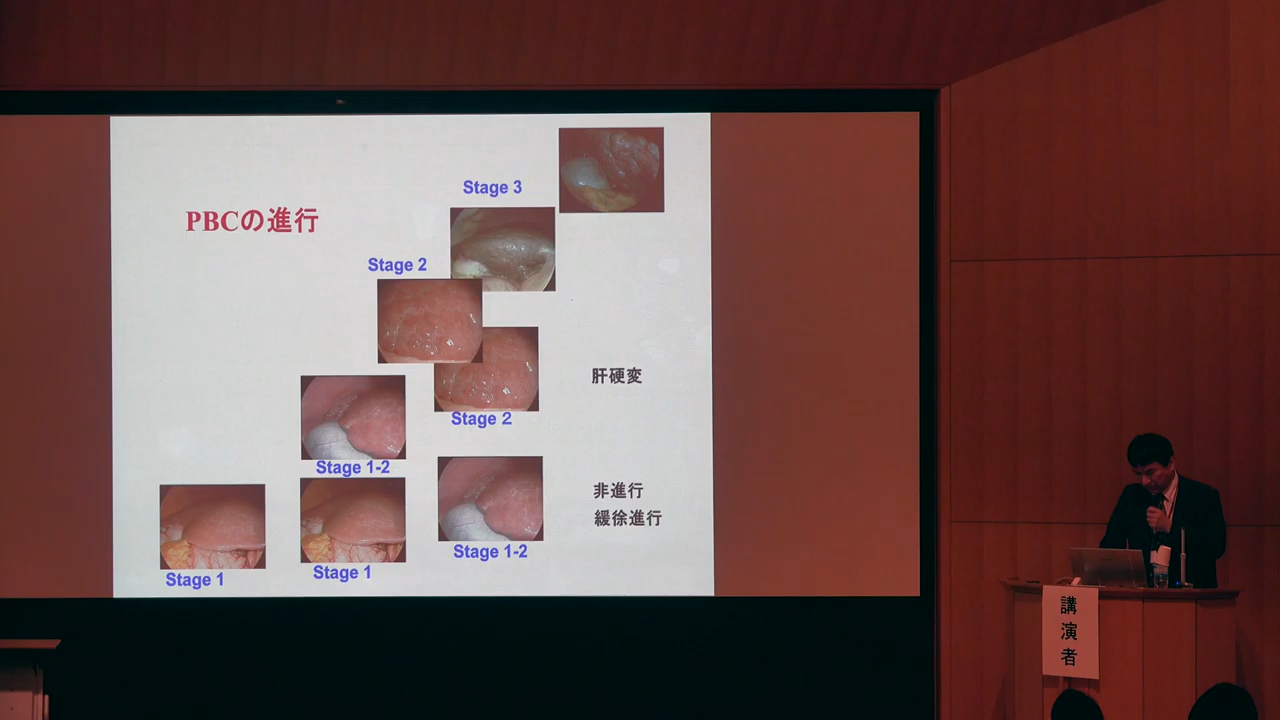 Stage 3
PBCの進行
Stage 2
肝硬変
Stage 2
Stage 1-2
非進行
緩徐進行
Stage 1-2
Stage 1
Stage 1
講演者